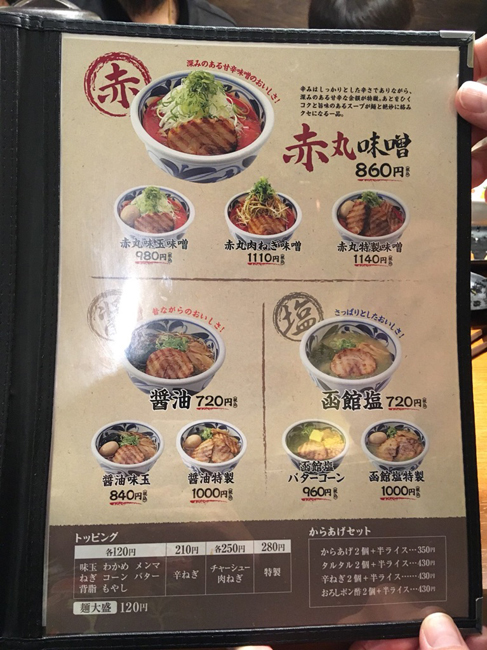 赤
深みのある甘辛味噌のおいしさ!
辛みはしっかりとした辛さでありながら、
深みのある甘さな余韻が特徴。あとをひく
コクと旨味のあるスープが麺と絶妙に絡み
クセになる一品。
赤丸味噌
860円
赤丸味玉味噌
980円
赤丸肉ねぎ味噌
1110円
赤丸特製味噌
1140円
昔ながらのおいしさ!
醤油 720円
醤油味玉
840円
醤油特製
1000円
塩
さっぱりとしたおいしさ!
函館塩 720円
函館塩
バターコーン
960円
函館塩特製
1000円
トッピング
各120円 210円 各250円 280円
味玉 わかめ メンマ
ねぎ コーン バター
背脂 もやし
辛ねぎ
チャーシュー
肉ねぎ
特製
麺大盛 120円
からあげセット
からあげ2個+半ライス…350円
タルタル2個+半ライス…430円
辛ねぎ2個+半ライス……430円
おろしポン酢2個+半ライス…430円